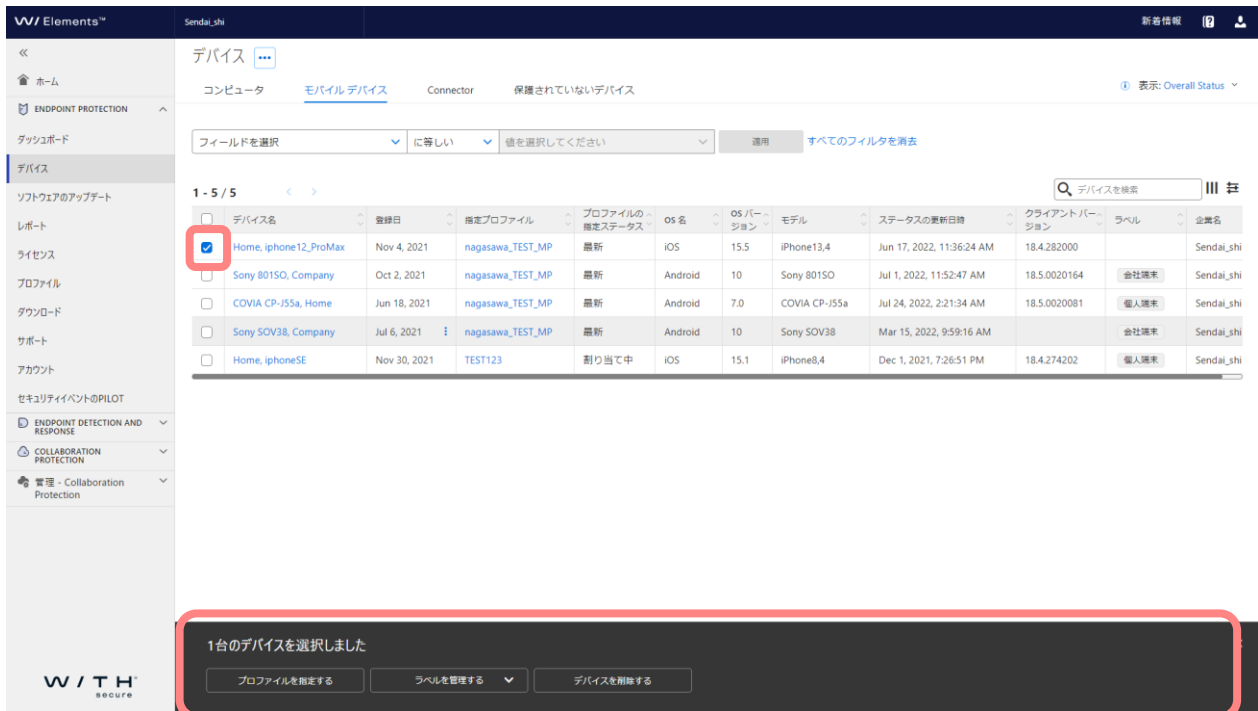 W/ Elements™
Sendai_shi
新着情報
デバイス
ホーム
ENDPOINT PROTECTION
ダッシュボード
デバイス
ソフトウェアのアップデート
レポート
ライセンス
プロファイル
ダウンロード
サポート
アカウント
セキュリティイベントのPILOT
ENDPOINT DETECTION AND
RESPONSE
COLLABORATION
PROTECTION
管理 - Collaboration
Protection
W / T H
secure
コンピュータ モバイル デバイス Connector 保護されていないデバイス
表示: Overall Status
フィールドを選択 に等しい 値を選択してください 適用 すべてのフィルタを消去
1 - 5 / 5
デバイスを検索
デバイス名 登録日 指定プロファイル プロファイルの指定ステータス OS 名 OS バージョン モデル ステータスの更新日時 クライアント バージョン ラベル 企業名
Home, iphone12_ProMax Nov 4, 2021 nagasawa_TEST_MP 最新 iOS 15.5 iPhone13,4 Jun 17, 2022, 11:36:24 AM 18.4.282000 Sendai_shi
Sony 801SO, Company Oct 2, 2021 nagasawa_TEST_MP 最新 Android 10 Sony 801SO Jul 1, 2022, 11:52:47 AM 18.5.0020164 会社端末 Sendai_shi
COVIA CP-J55a, Home Jun 18, 2021 nagasawa_TEST_MP 最新 Android 7.0 COVIA CP-J55a Jul 24, 2022, 2:21:34 AM 18.5.0020081 個人端末 Sendai_shi
Sony SOV38, Company Jul 6, 2021 nagasawa_TEST_MP 最新 Android 10 Sony SOV38 Mar 15, 2022, 9:59:16 AM 会社端末 Sendai_shi
Home, iphoneSE Nov 30, 2021 TEST123 割り当て中 iOS 15.1 iPhone8,4 Dec 1, 2021, 7:26:51 PM 18.4.274202 個人端末 Sendai_shi
1台のデバイスを選択しました
プロファイルを指定する ラベルを管理する デバイスを削除する